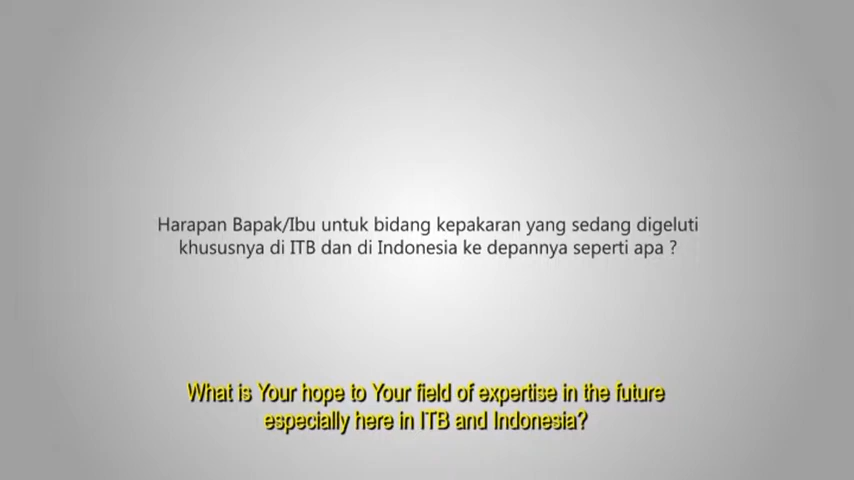 Harapan Bapak/Ibu untuk bidang kepakaran yang sedang digeluti
khususnya di ITB dan di Indonesia ke depannya seperti apa ?
What is Your hope to Your field of expertise in the future
especially here in ITB and Indonesia?